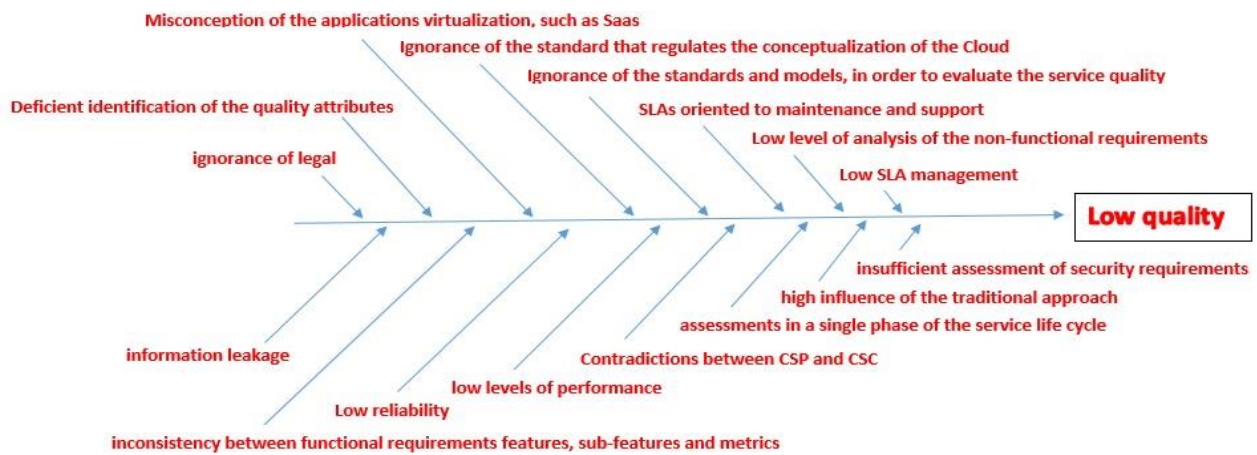 Misconception of the applications virtualization, such as Saas
Ignorance of the standard that regulates the conceptualization of the Cloud
Ignorance of the standards and models, in order to evaluate the service quality
Deficient identification of the quality attributes
SLAs oriented to maintenance and support
Low level of analysis of the non-functional requirements
ignorance of legal
Low SLA management
Low quality
insufficient assessment of security requirements
high influence of the traditional approach
assessments in a single phase of the service life cycle
information leakage
Contradictions between CSP and CSC
low levels of performance
Low reliability
inconsistency between functional requirements features, sub-features and metrics